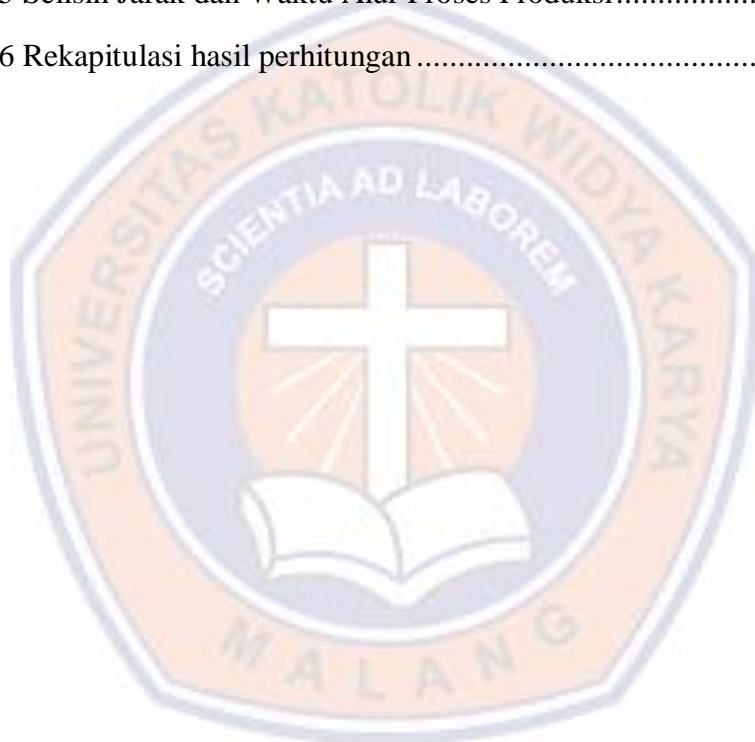 5 Selisih Jarak dan Waktu Alur Proses Produksi..................
6 Rekapitulasi hasil perhitungan .........................................
UNIVERSITAS KATOLIK WIDYA KARYA
SCIENTIA AD LABOREM
MALANG